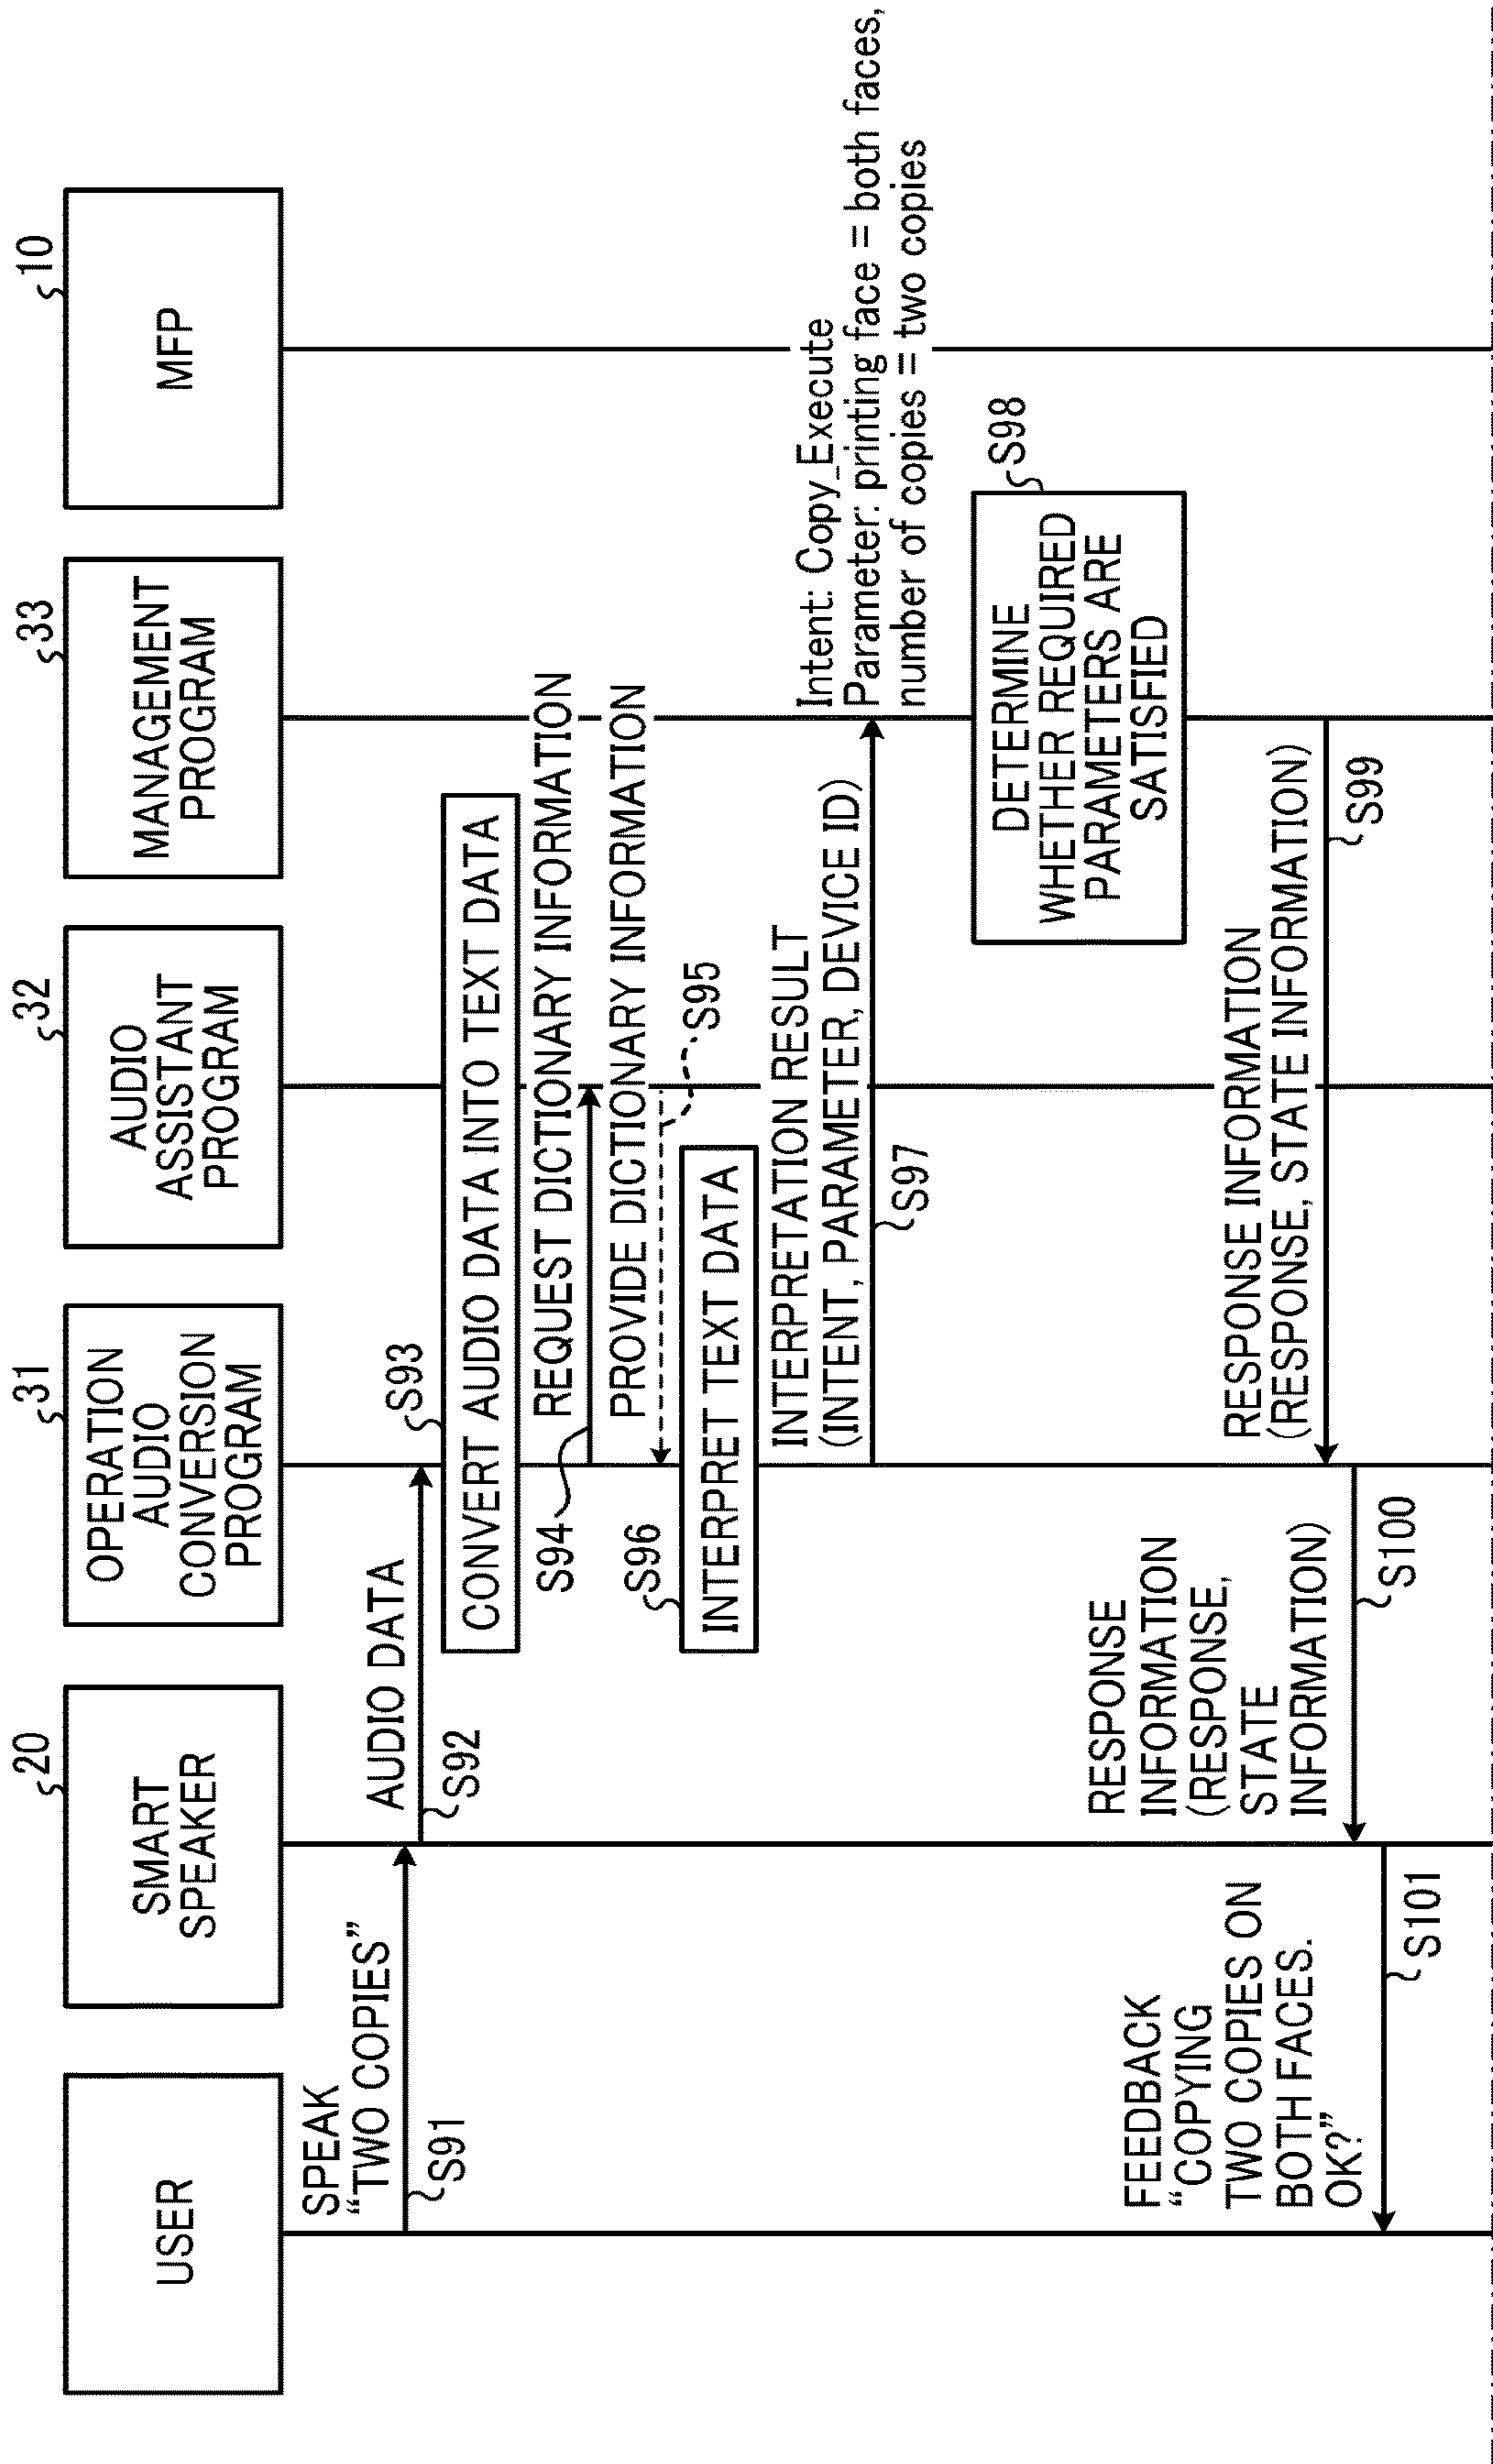 USER
20
SMART
SPEAKER
31
OPERATION
AUDIO
CONVERSION
PROGRAM
32
AUDIO
ASSISTANT
PROGRAM
33
MANAGEMENT
PROGRAM
10
MFP
SPEAK
“TWO COPIES”
S91
AUDIO DATA
S92
S93
CONVERT AUDIO DATA INTO TEXT DATA
REQUEST DICTIONARY INFORMATION
S94
PROVIDE DICTIONARY INFORMATION
S95
S96
INTERPRET TEXT DATA
INTERPRETATION RESULT
(INTENT, PARAMETER, DEVICE ID)
S97
Intent: Copy_Execute
Parameter: printing face = both faces,
number of copies = two copies
S98
DETERMINE
WHETHER REQUIRED
PARAMETERS ARE
SATISFIED
RESPONSE INFORMATION
(RESPONSE, STATE INFORMATION)
S99
RESPONSE
INFORMATION
(RESPONSE,
STATE
INFORMATION)
S100
FEEDBACK
“COPYING
TWO COPIES ON
BOTH FACES.
OK?”
S101